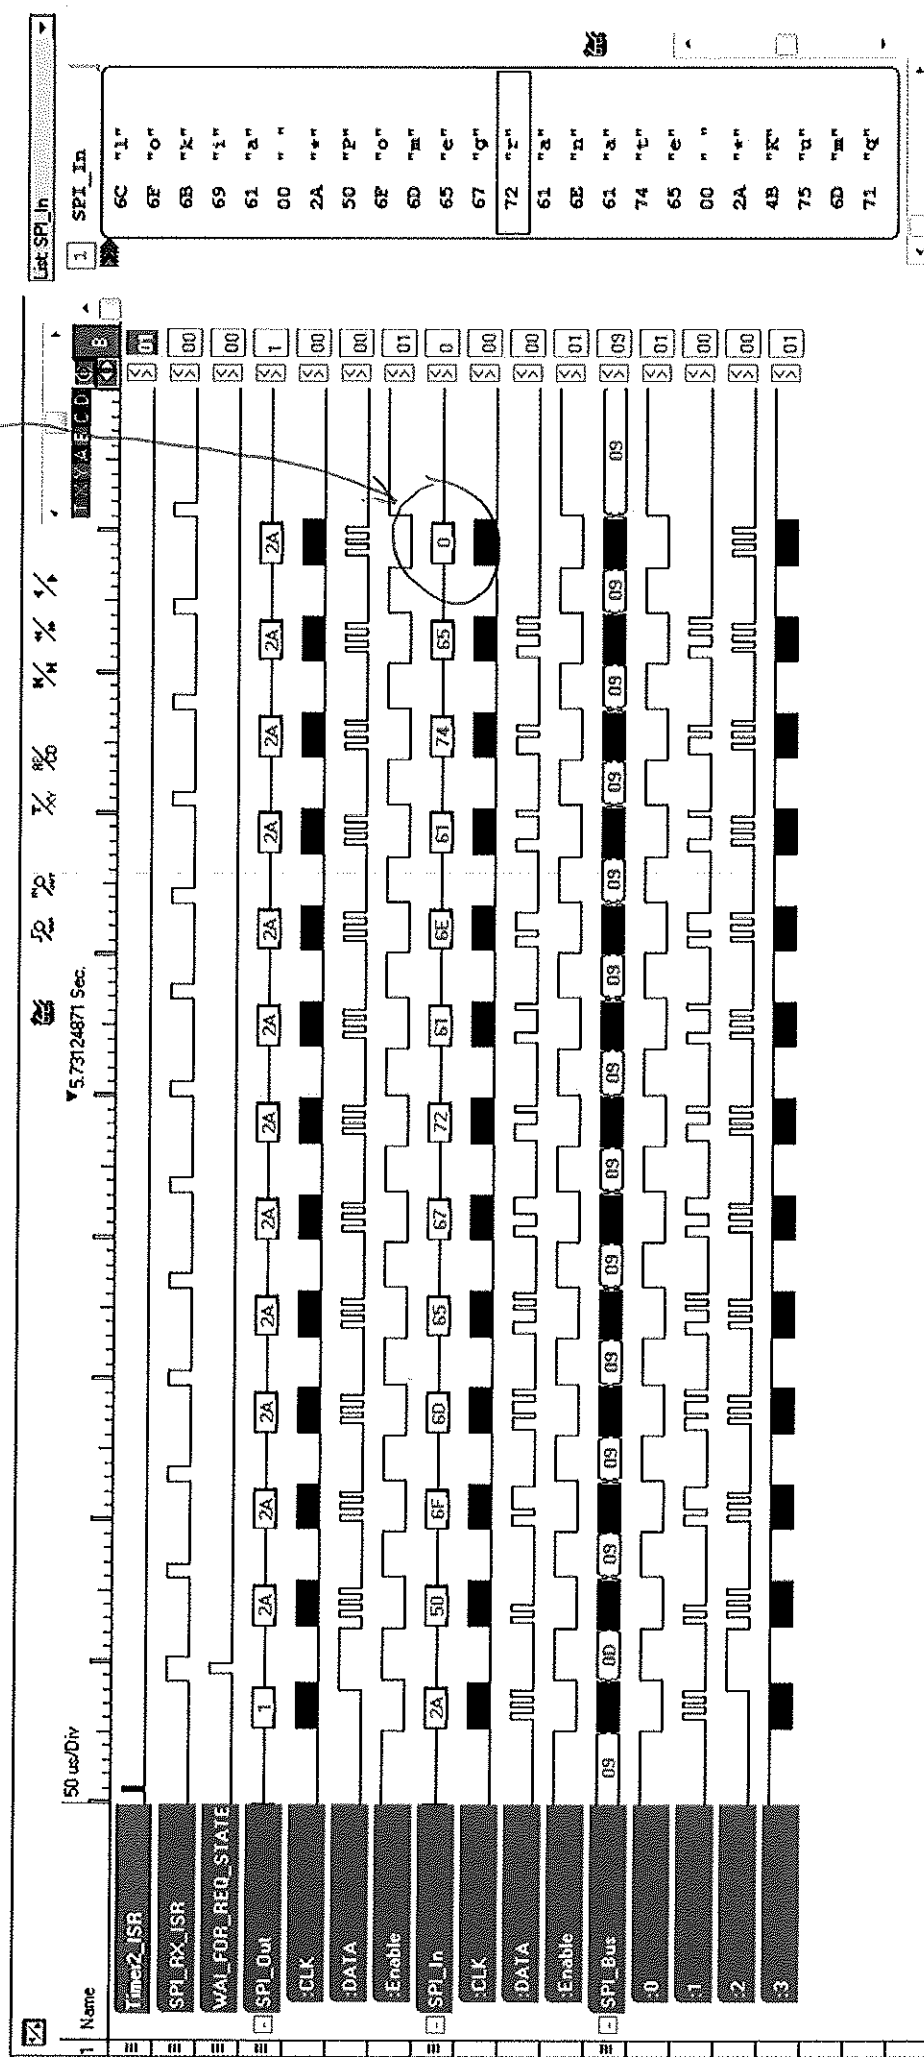 List: SPI_In
1 SPI_In
6C "l"
6F "o"
6B "k"
69 "i"
61 "a"
00 " "
2A "*"
50 "P"
6F "o"
6D "m"
65 "e"
67 "g"
72 "r"
61 "a"
6E "n"
61 "a"
74 "t"
65 "e"
00 " "
2A "*"
4B "K"
75 "u"
6D "m"
71 "q"
5.73124871 Sec.
50 us/Div
1 Name
Timer2_ISR 01
SPI_RX_ISR 00
WAI_FOR_REQ_STATE 00
SPI_Out 1 2A 2A 2A 2A 2A 2A 2A 2A 2A 2A 2A 2A 1
:CLK 00
:DATA 00
:Enable 01
SPI_In 2A 50 6F 6D 65 67 72 61 6E 61 74 65 0 0
:CLK 00
:DATA 00
:Enable 01
SPI_Bus 09 0D 09 09 09 09 09 09 09 09 09 09 09 09 09
:0 01
:1 00
:2 00
:3 01